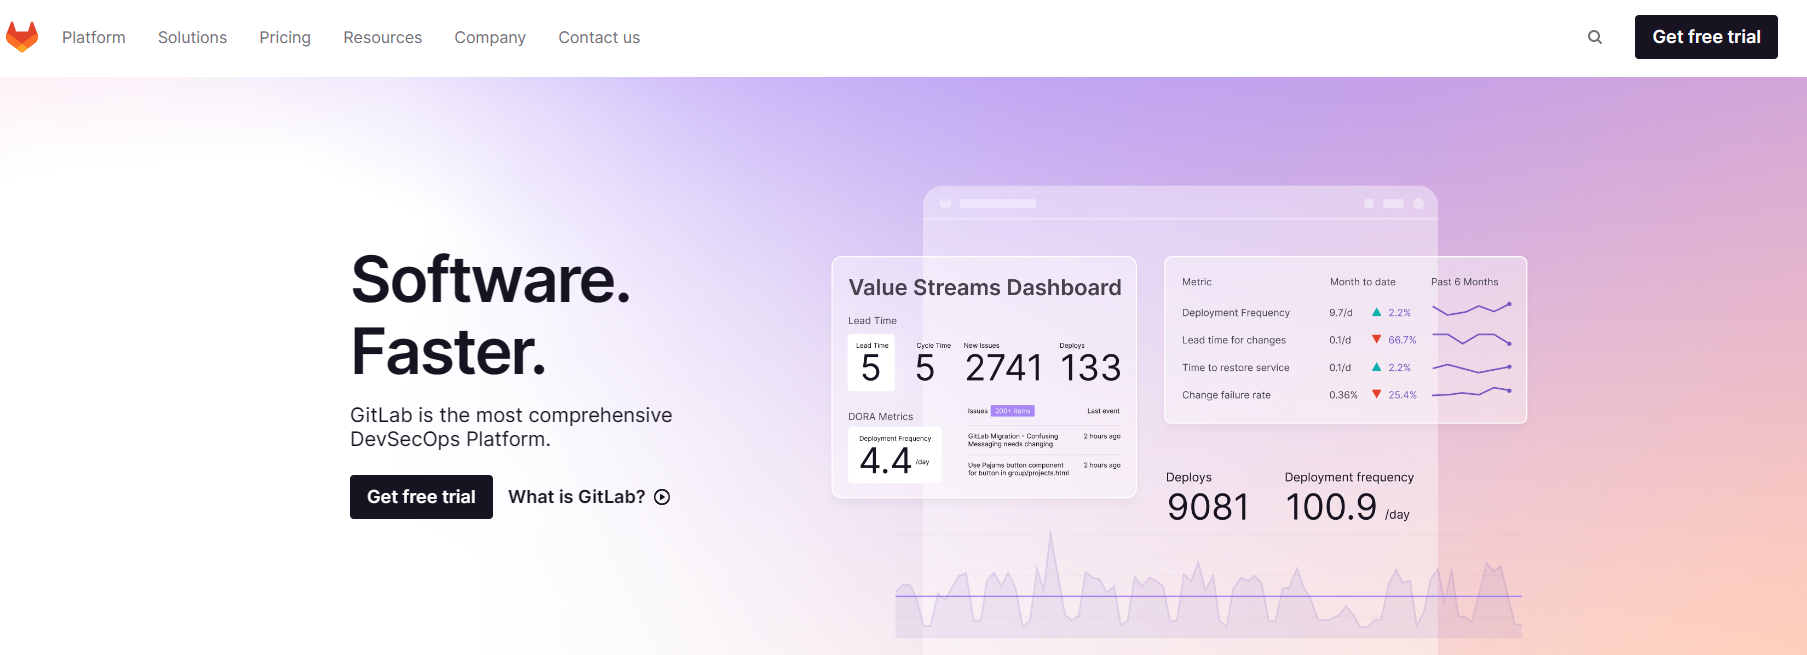 Platform Solutions Pricing Resources Company Contact us Get free trial
Software.
Faster.
GitLab is the most comprehensive
DevSecOps Platform.
Get free trial What is GitLab?
Value Streams Dashboard
Lead Time
Lead Time Cycle Time New Issues Deploys
5 5 2741 133
DORA Metrics
Deployment Frequency
4.4 /day
Issues 200+ items Last event
GitLab Migration - Confusing 2 hours ago
Messaging needs changing
Use Pajams button component 2 hours ago
for button in group/projects.html
Metric Month to date Past 6 Months
Deployment Frequency 9.7/d 2.2%
Lead time for changes 0.1/d 66.7%
Time to restore service 0.1/d 2.2%
Change failure rate 0.36% 25.4%
Deploys Deployment frequency
9081 100.9 /day